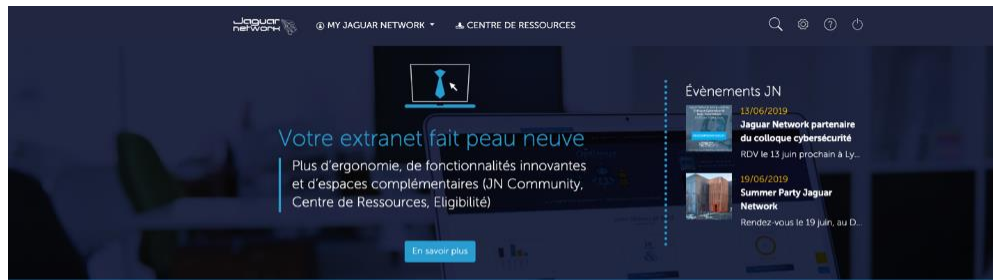 Jaguar
network
MY JAGUAR NETWORK
CENTRE DE RESSOURCES
Votre extranet fait peau neuve
Plus d'ergonomie, de fonctionnalités innovantes
et d'espaces complémentaires (JN Community,
Centre de Ressources, Eligibilité)
En savoir plus
Évènements JN
13/06/2019
Jaguar Network partenaire
du colloque cybersécurité
RDV le 13 juin prochain à Ly...
19/06/2019
Summer Party Jaguar
Network
Rendez-vous le 19 juin, au D...